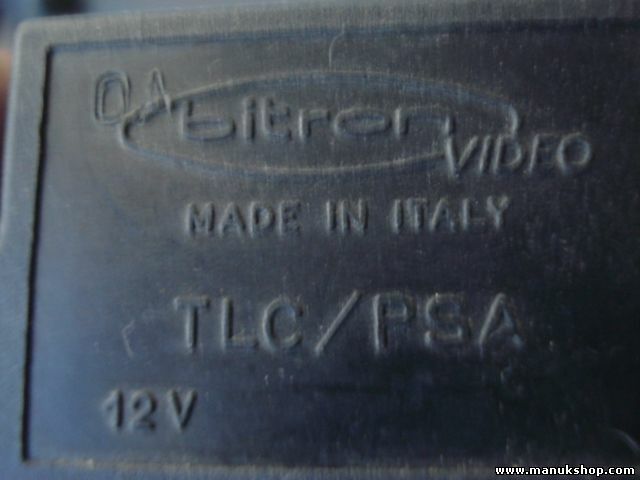 bitron
VIDEO
MADE IN ITALY
TLC/PSA
12V
www.manukshop.com